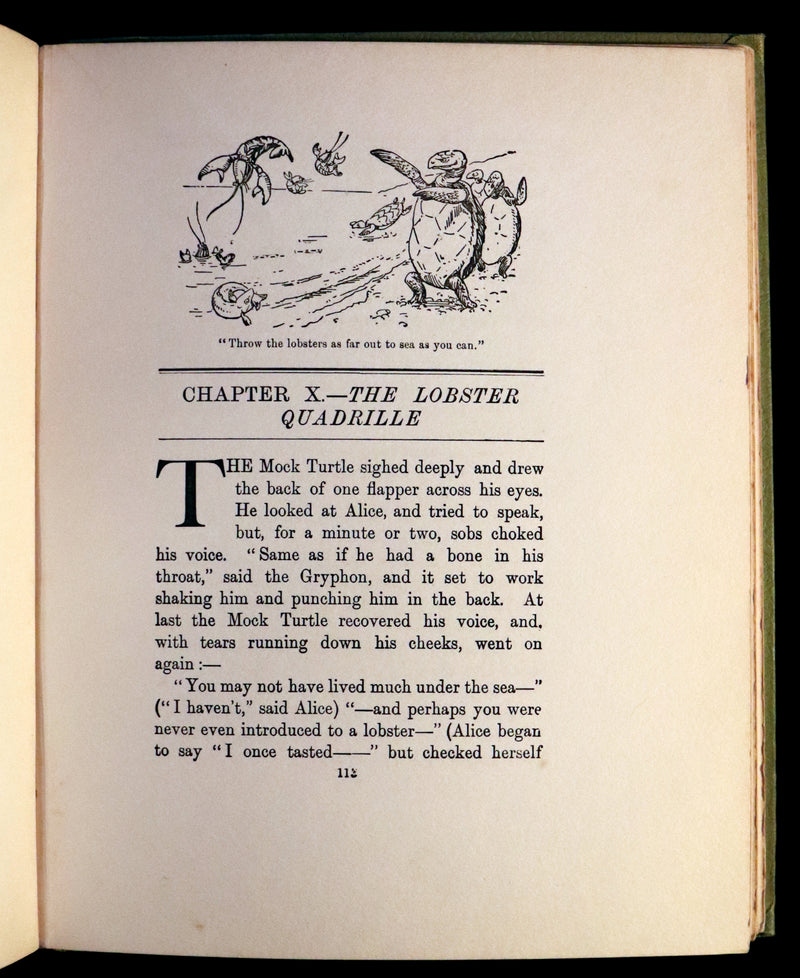 “Throw the lobsters as far out to sea as you can.”
CHAPTER X.—THE LOBSTER
QUADRILLE
THE Mock Turtle sighed deeply and drew
the back of one flapper across his eyes.
He looked at Alice, and tried to speak,
but, for a minute or two, sobs choked
his voice. “Same as if he had a bone in his
throat,” said the Gryphon, and it set to work
shaking him and punching him in the back. At
last the Mock Turtle recovered his voice, and.
with tears running down his cheeks, went on
again :—
“You may not have lived much under the sea—”
(“I haven’t,” said Alice) “—and perhaps you were
never even introduced to a lobster—” (Alice began
to say “I once tasted——” but checked herself